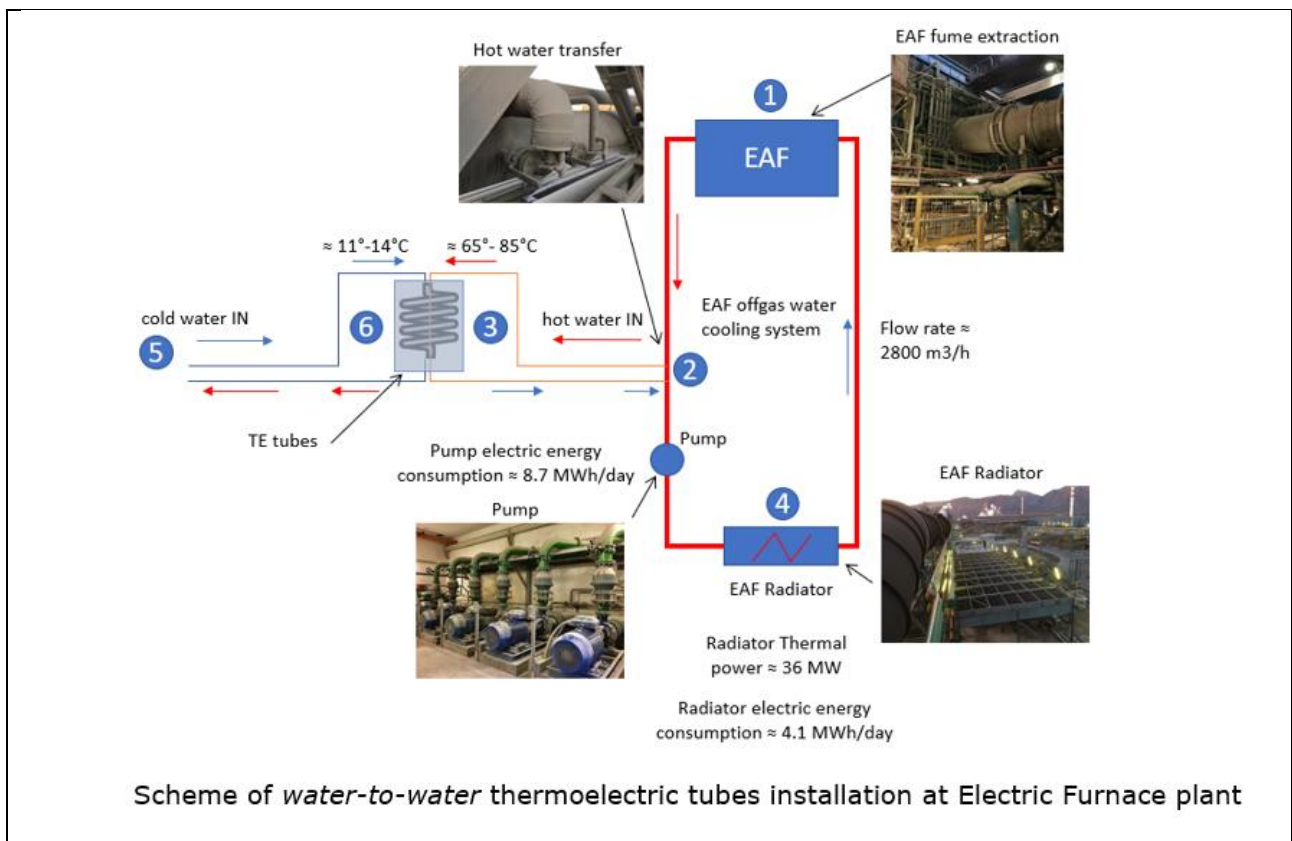 Hot water transfer
EAF fume extraction
1
EAF
≈ 11°-14°C
≈ 65°- 85°C
cold water IN
5
6
3
hot water IN
EAF offgas water
cooling system
Flow rate ≈
2800 m3/h
2
TE tubes
Pump electric energy
consumption ≈ 8.7 MWh/day
Pump
Pump
4
EAF Radiator
EAF Radiator
Radiator Thermal
power ≈ 36 MW
Radiator electric energy
consumption ≈ 4.1 MWh/day
Scheme of water-to-water thermoelectric tubes installation at Electric Furnace plant